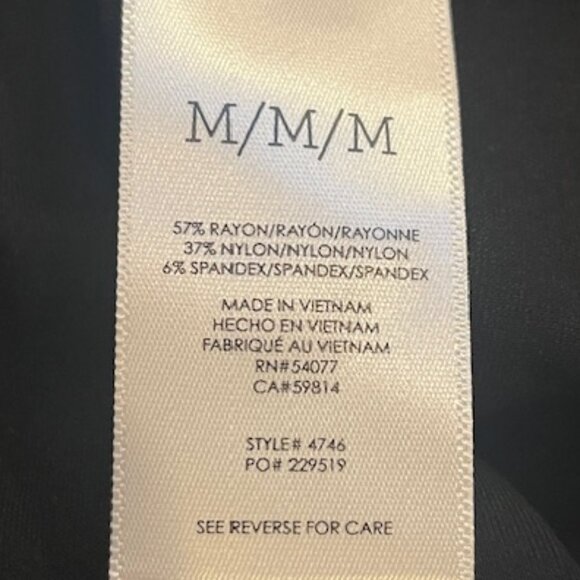 M/M/M
57% RAYON/RAYÓN/RAYONNE
37% NYLON/NYLON/NYLON
6% SPANDEX/SPANDEX/SPANDEX
MADE IN VIETNAM
HECHO EN VIETNAM
FABRIQUÉ AU VIETNAM
RN#54077
CA#59814
STYLE# 4746
PO# 229519
SEE REVERSE FOR CARE